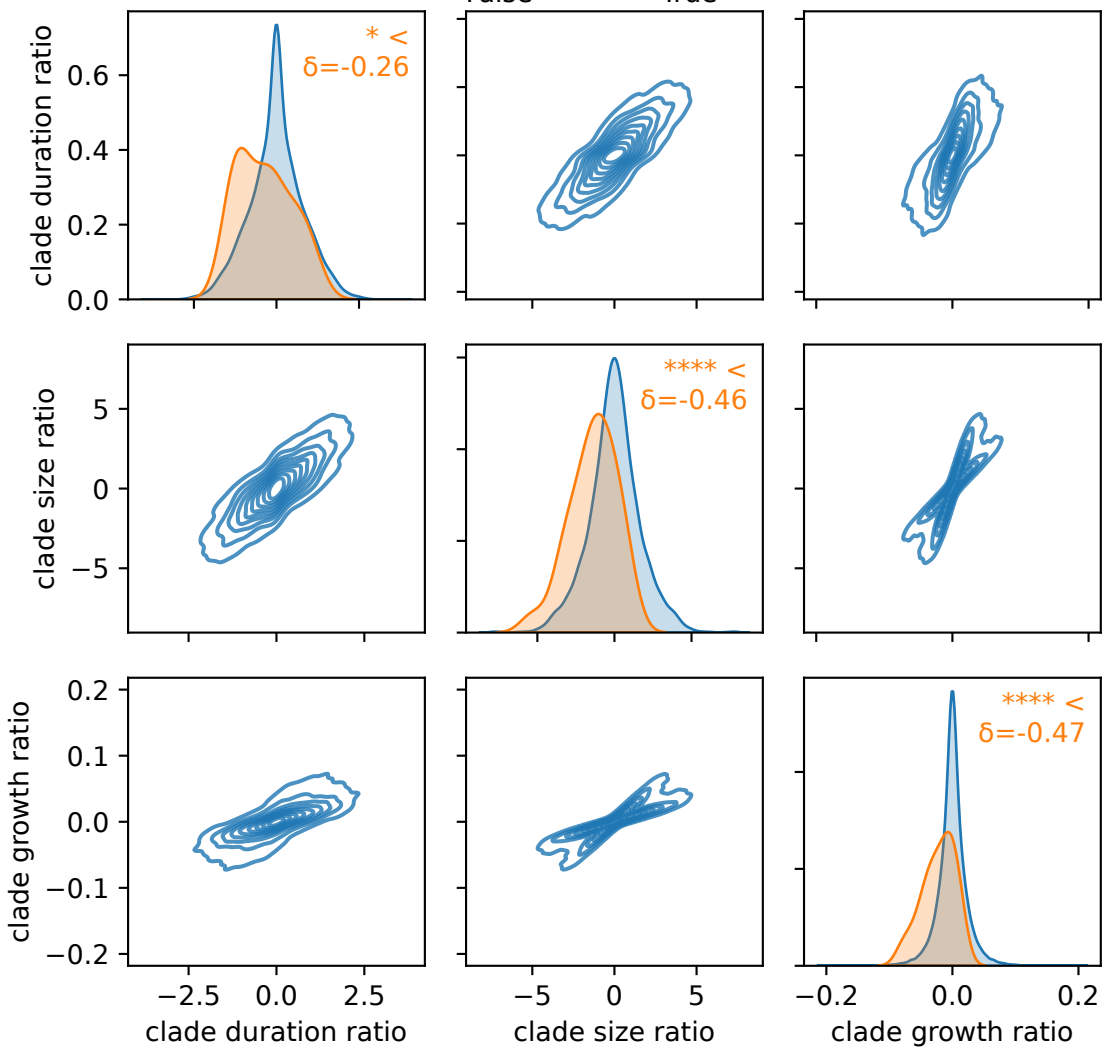 clade duration ratio
0.6
0.4
0.2
0.0
* <
δ=-0.26
clade size ratio
5
0
−5
**** <
δ=-0.46
clade growth ratio
0.2
0.1
0.0
−0.1
−0.2
**** <
δ=-0.47
−2.5 0.0 2.5
−5 0 5
−0.2 0.0 0.2
clade duration ratio
clade size ratio
clade growth ratio